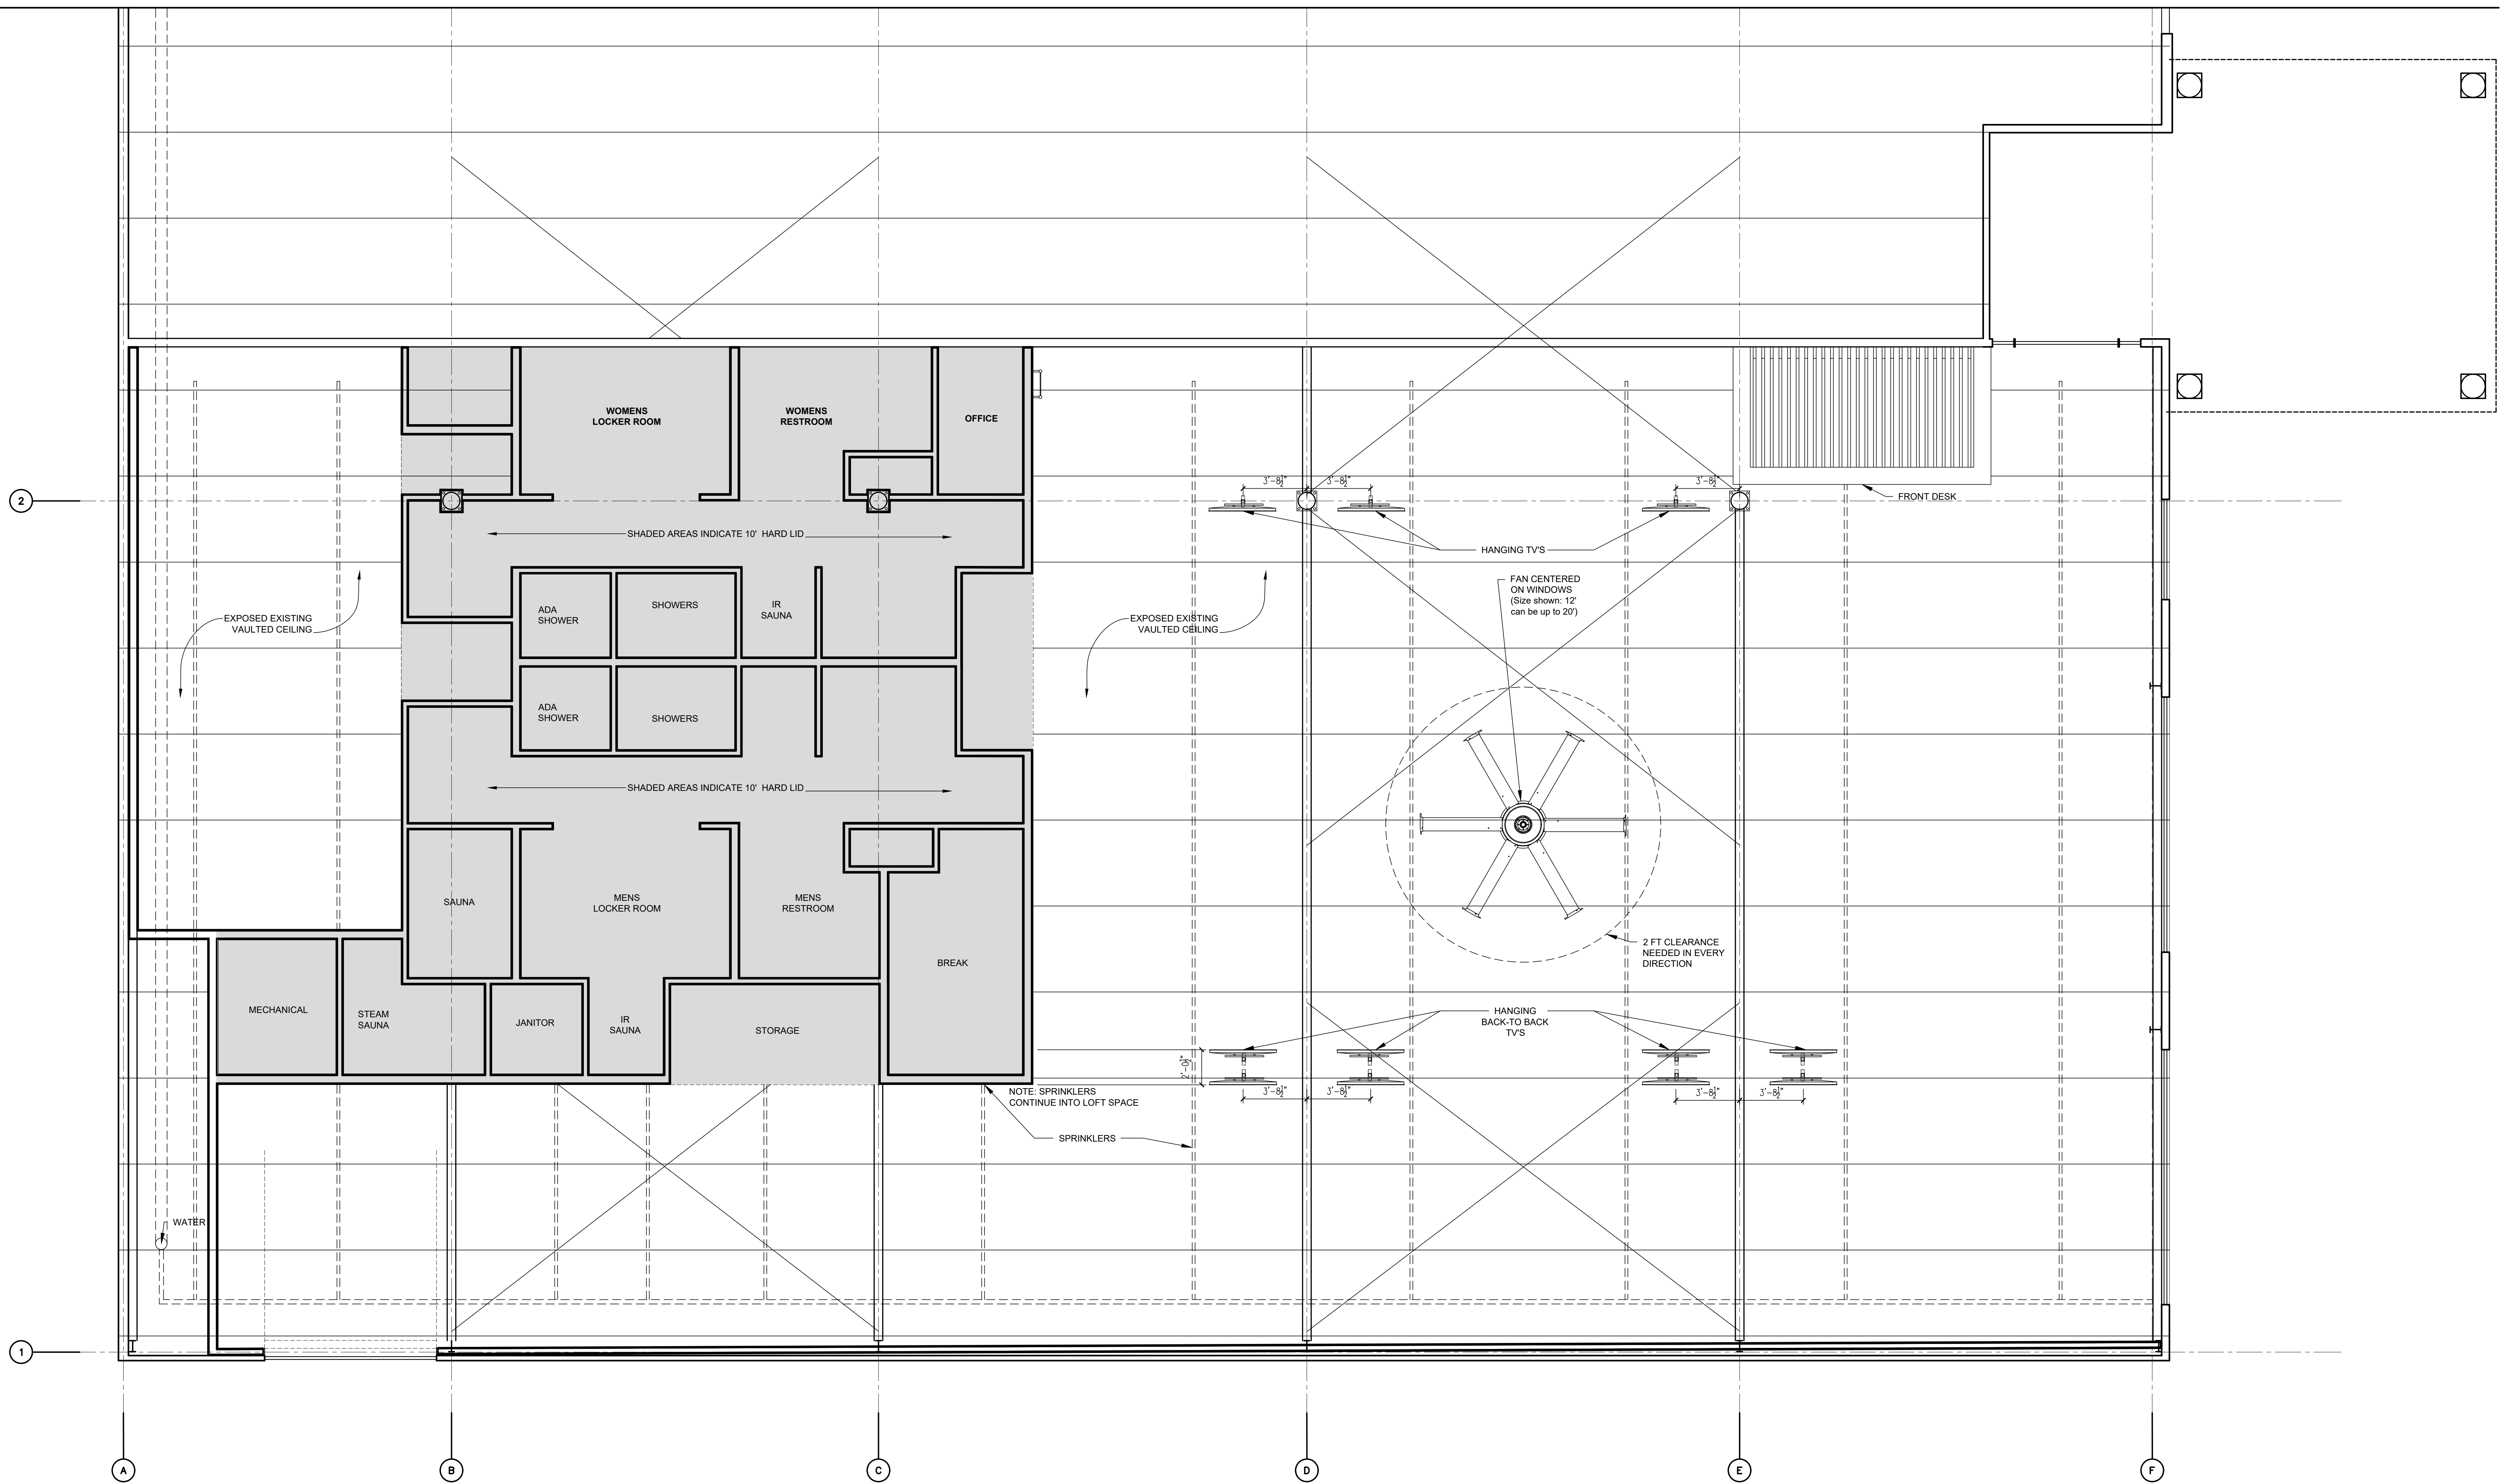 WOMENS
LOCKER ROOM
WOMENS
RESTROOM
OFFICE
2
3'-8½"
3'-8½"
3'-8½"
FRONT DESK
SHADED AREAS INDICATE 10' HARD LID
HANGING TV'S
FAN CENTERED
ON WINDOWS
(Size shown: 12'
can be up to 20')
ADA
SHOWER
SHOWERS
IR
SAUNA
EXPOSED EXISTING
VAULTED CEILING
EXPOSED EXISTING
VAULTED CEILING
ADA
SHOWER
SHOWERS
SHADED AREAS INDICATE 10' HARD LID
SAUNA
MENS
LOCKER ROOM
MENS
RESTROOM
BREAK
2 FT CLEARANCE
NEEDED IN EVERY
DIRECTION
MECHANICAL
STEAM
SAUNA
JANITOR
IR
SAUNA
STORAGE
HANGING
BACK-TO BACK
TV'S
2'-0½"
3'-8½"
3'-8½"
3'-8½"
3'-8½"
NOTE: SPRINKLERS
CONTINUE INTO LOFT SPACE
SPRINKLERS
WATER
1
A
B
C
D
E
F